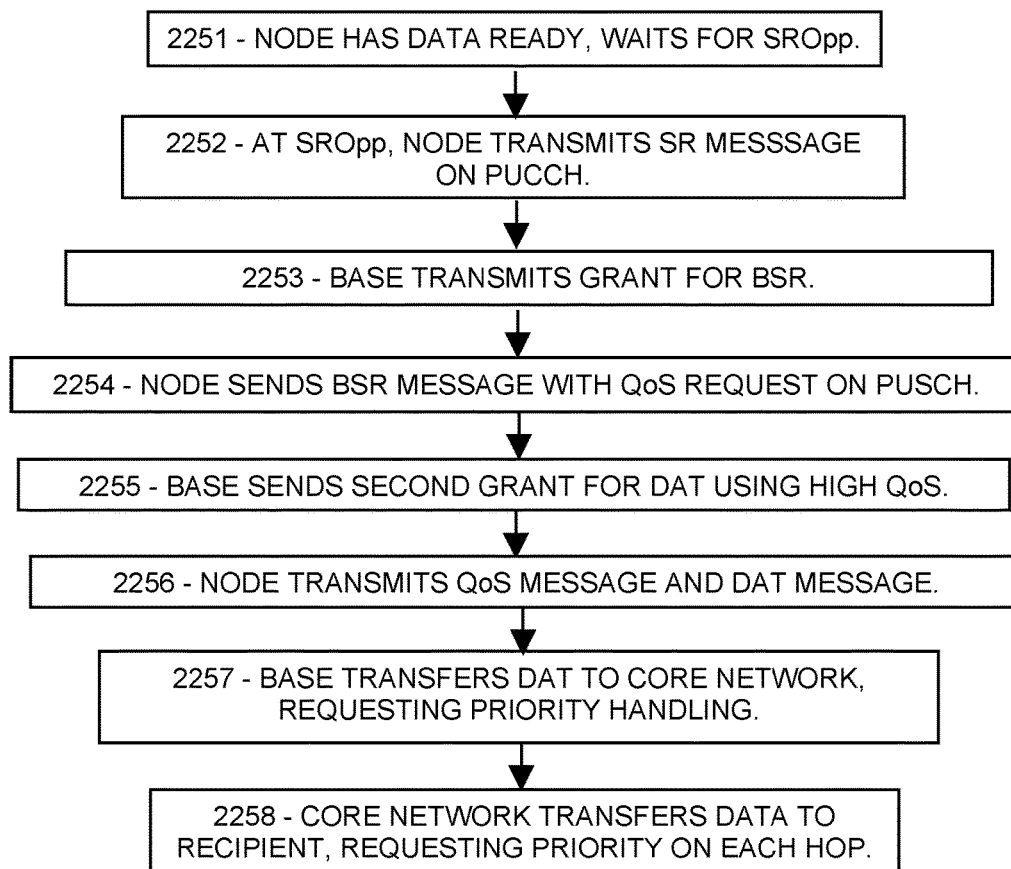 2251 - NODE HAS DATA READY, WAITS FOR SROpp.
2252 - AT SROpp, NODE TRANSMITS SR MESSSAGE
ON PUCCH.
2253 - BASE TRANSMITS GRANT FOR BSR.
2254 - NODE SENDS BSR MESSAGE WITH QoS REQUEST ON PUSCH.
2255 - BASE SENDS SECOND GRANT FOR DAT USING HIGH QoS.
2256 - NODE TRANSMITS QoS MESSAGE AND DAT MESSAGE.
2257 - BASE TRANSFERS DAT TO CORE NETWORK,
REQUESTING PRIORITY HANDLING.
2258 - CORE NETWORK TRANSFERS DATA TO
RECIPIENT, REQUESTING PRIORITY ON EACH HOP.